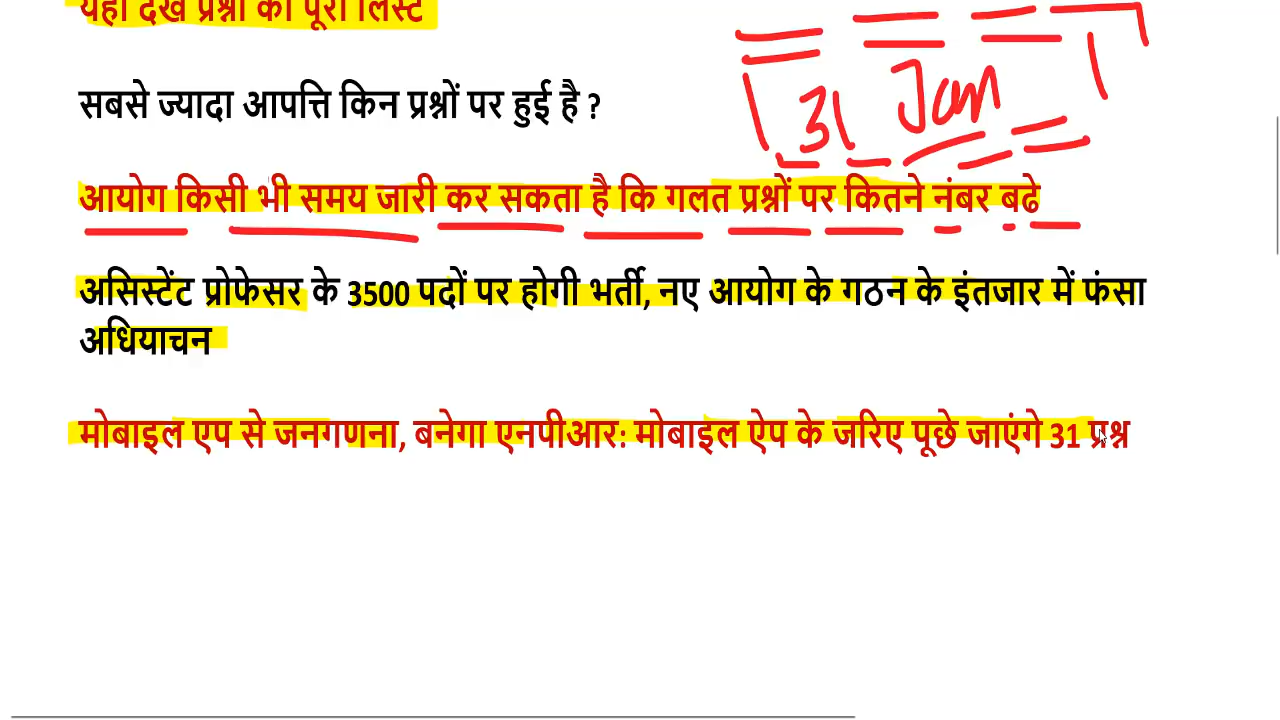 यहां देखें प्रश्नों की पूरी लिस्ट
31 Jan
सबसे ज्यादा आपत्ति किन प्रश्नों पर हुई है ?
आयोग किसी भी समय जारी कर सकता है कि गलत प्रश्नों पर कितने नंबर बढे
असिस्टेंट प्रोफेसर के 3500 पदों पर होगी भर्ती, नए आयोग के गठन के इंतजार में फंसा
अधियाचन
मोबाइल एप से जनगणना, बनेगा एनपीआर: मोबाइल ऐप के जरिए पूछे जाएंगे 31 प्रश्न